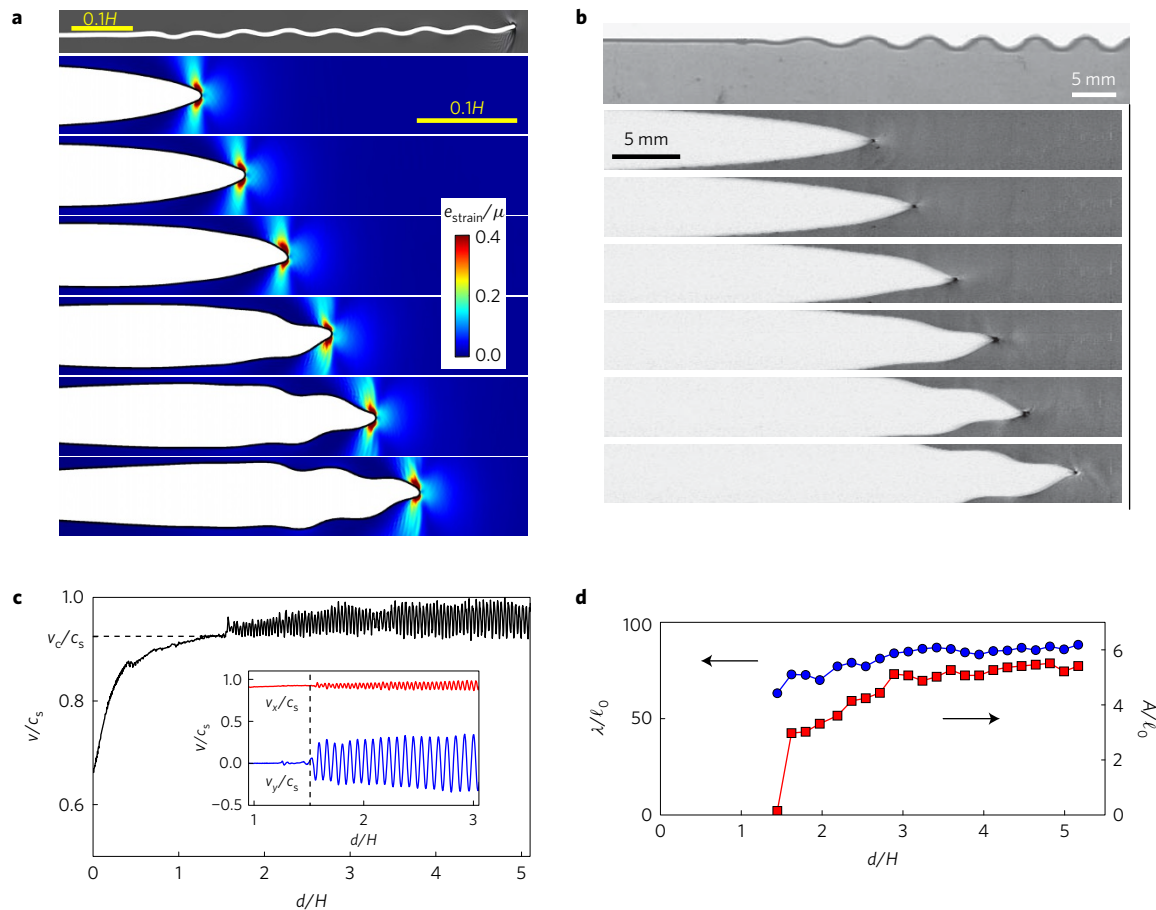 a
0.1H
0.1H
e_strain/μ
0.4
0.2
0.0
b
5 mm
5 mm
c
1.0
v_c/c_s
0.8
0.6
v/c_s
0 1 2 3 4 5
d/H
1.0
0.5
0.0
−0.5
v/c_s
v_x/c_s
v_y/c_s
1 2 3
d/H
d
100
50
0
λ/ℓ_0
6
4
2
0
A/ℓ_0
0 1 2 3 4 5
d/H